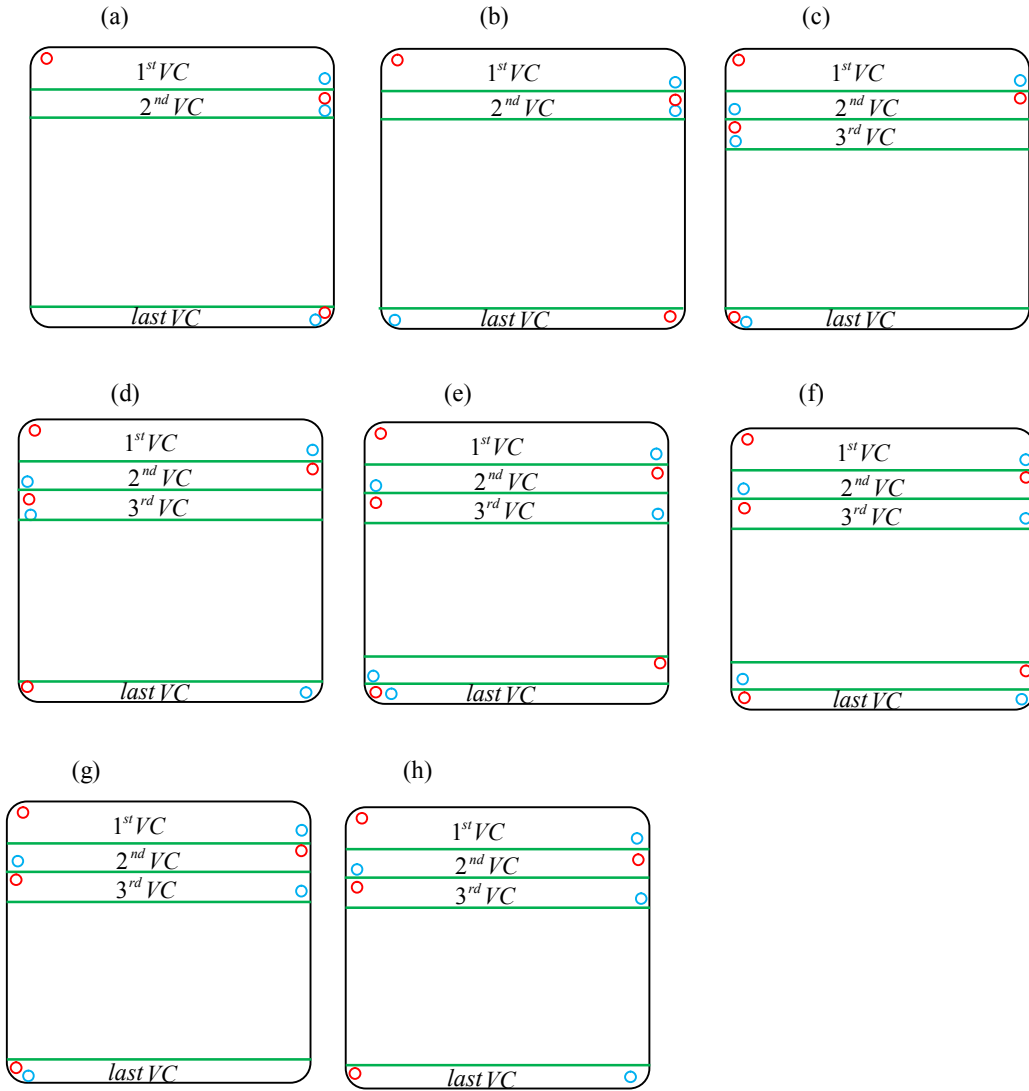 (a)
(b)
(c)
1st VC
2nd VC
last VC
1st VC
2nd VC
last VC
1st VC
2nd VC
3rd VC
last VC
(d)
(e)
(f)
1st VC
2nd VC
3rd VC
last VC
1st VC
2nd VC
3rd VC
last VC
1st VC
2nd VC
3rd VC
last VC
(g)
(h)
1st VC
2nd VC
3rd VC
last VC
1st VC
2nd VC
3rd VC
last VC